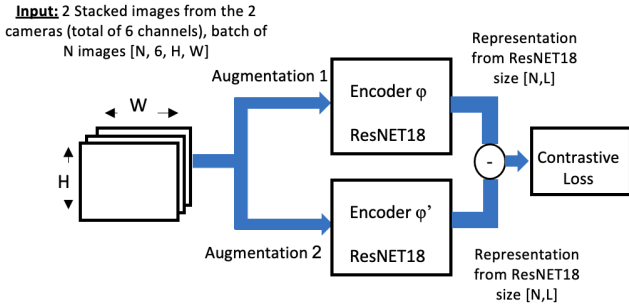 Input: 2 Stacked images from the 2
cameras (total of 6 channels), batch of
N images [N, 6, H, W]
Augmentation 1
W
H
Encoder φ
ResNET18
Representation
from ResNET18
size [N,L]
-
Contrastive
Loss
Augmentation 2
Encoder φ’
ResNET18
Representation
from ResNET18
size [N,L]